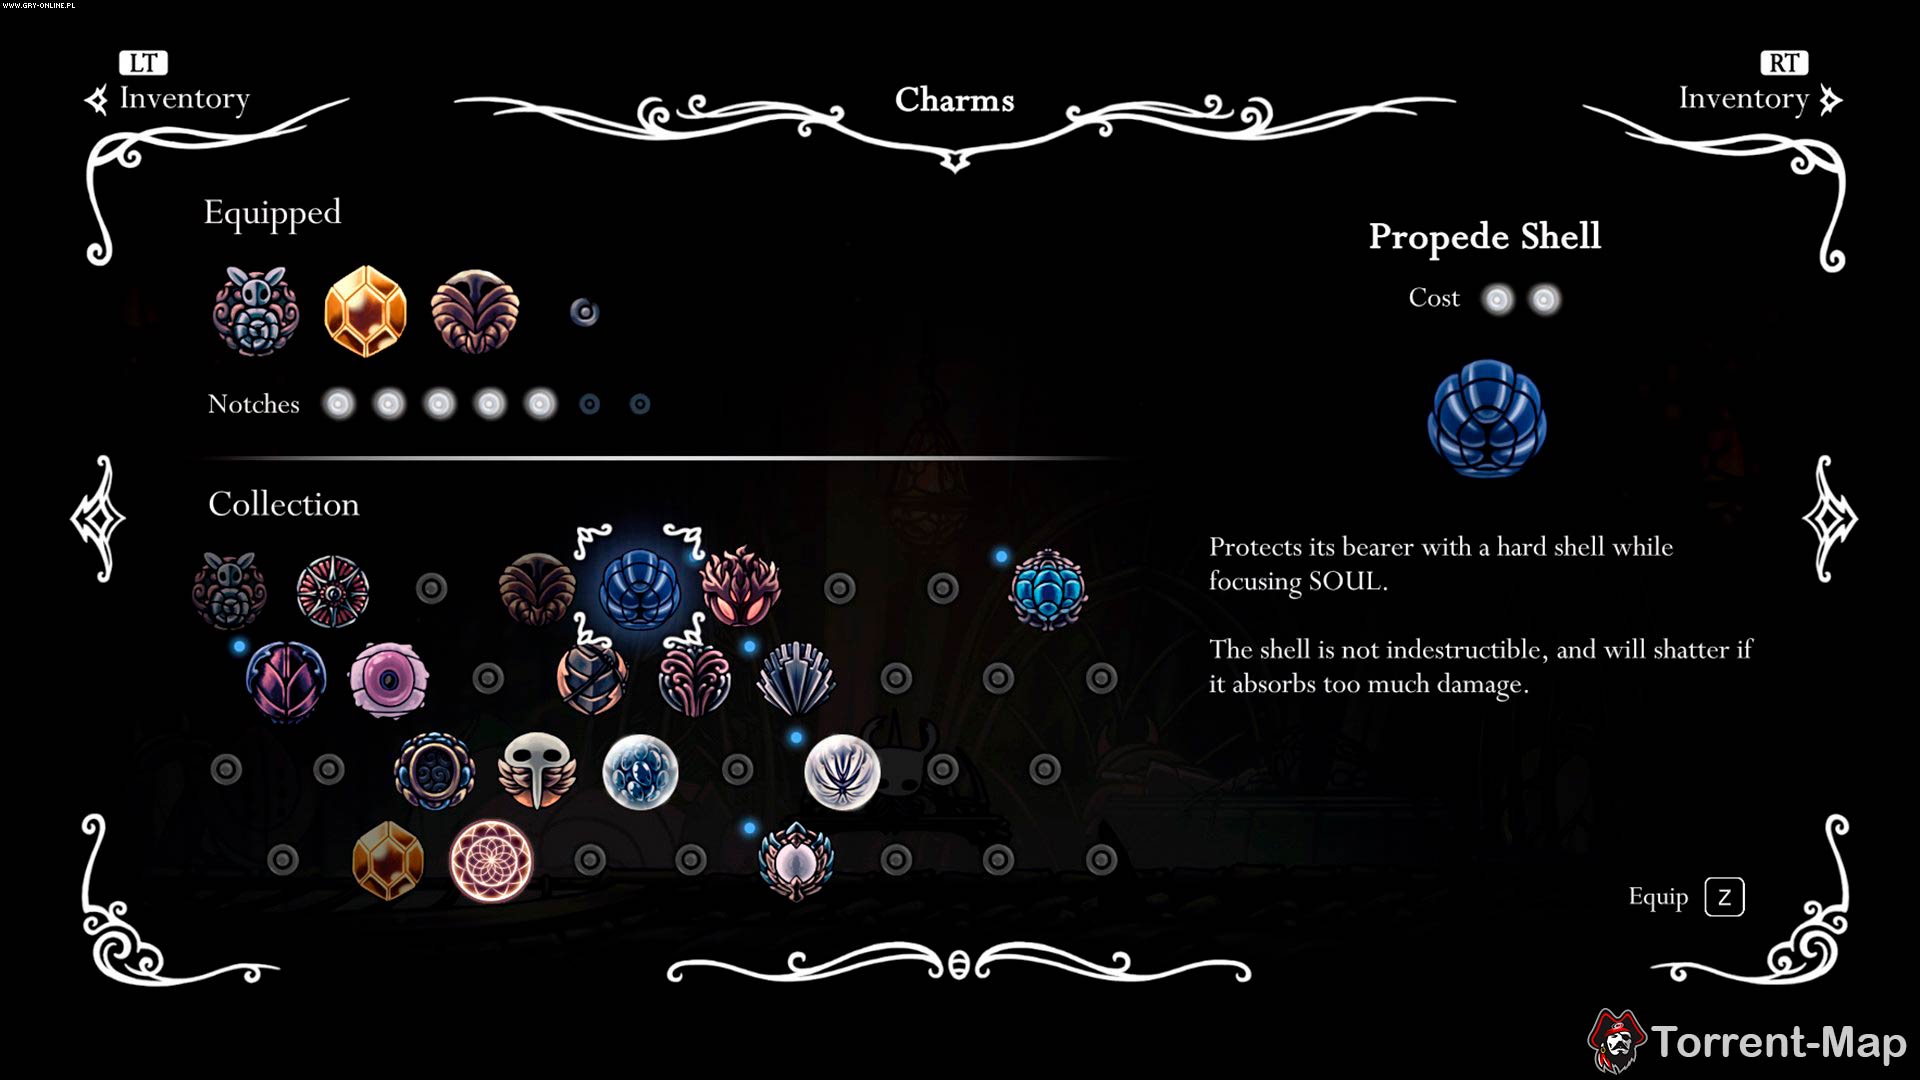 WWW.GRY-ONLINE.PL
LT
Inventory
Charms
RT
Inventory
Equipped
Notches
Propede Shell
Cost
Collection
Protects its bearer with a hard shell while
focusing SOUL.
The shell is not indestructible, and will shatter if
it absorbs too much damage.
Equip Z
Torrent-Map